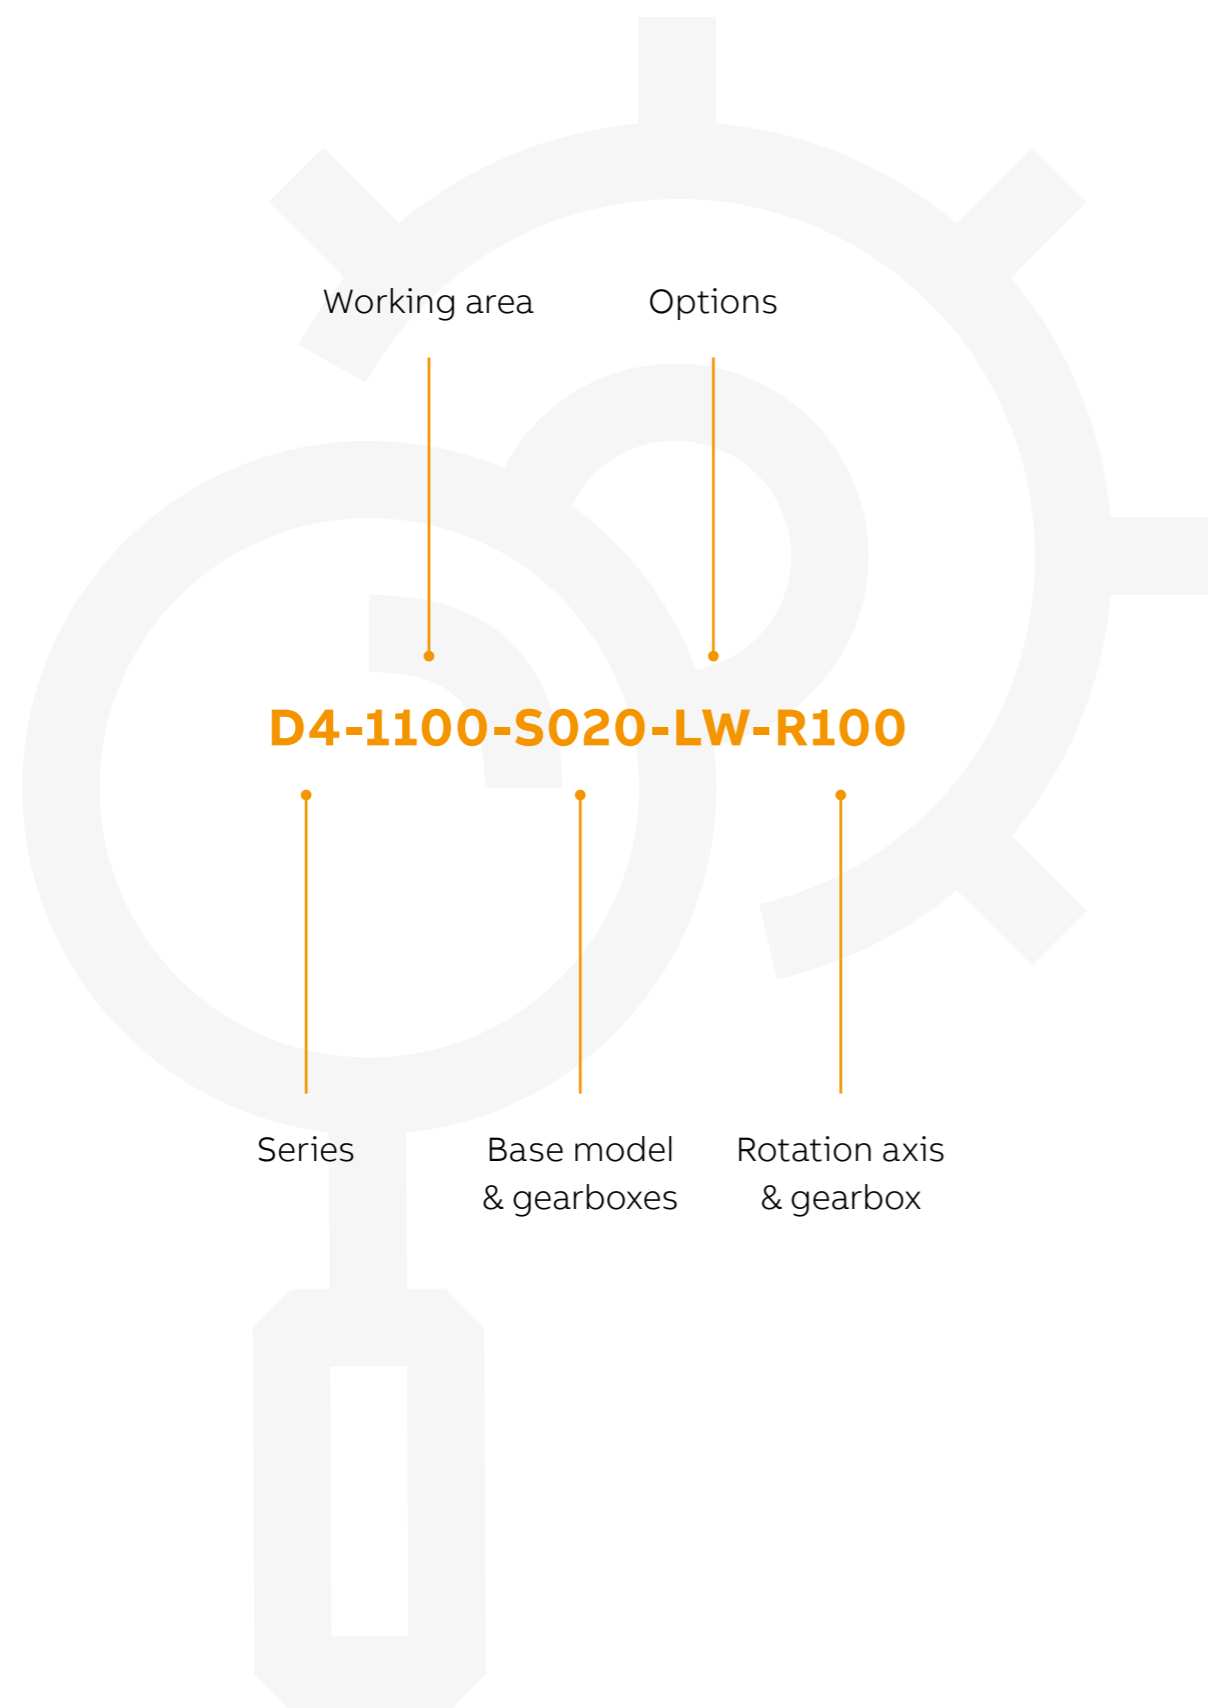 Working area
Options
D4-1100-S020-LW-R100
Series
Base model
& gearboxes
Rotation axis
& gearbox